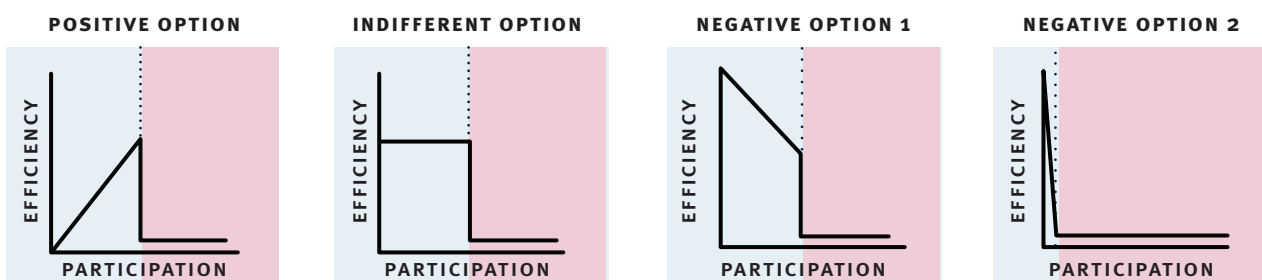 POSITIVE OPTION
INDIFFERENT OPTION
NEGATIVE OPTION 1
NEGATIVE OPTION 2
EFFICIENCY
EFFICIENCY
EFFICIENCY
EFFICIENCY
PARTICIPATION
PARTICIPATION
PARTICIPATION
PARTICIPATION